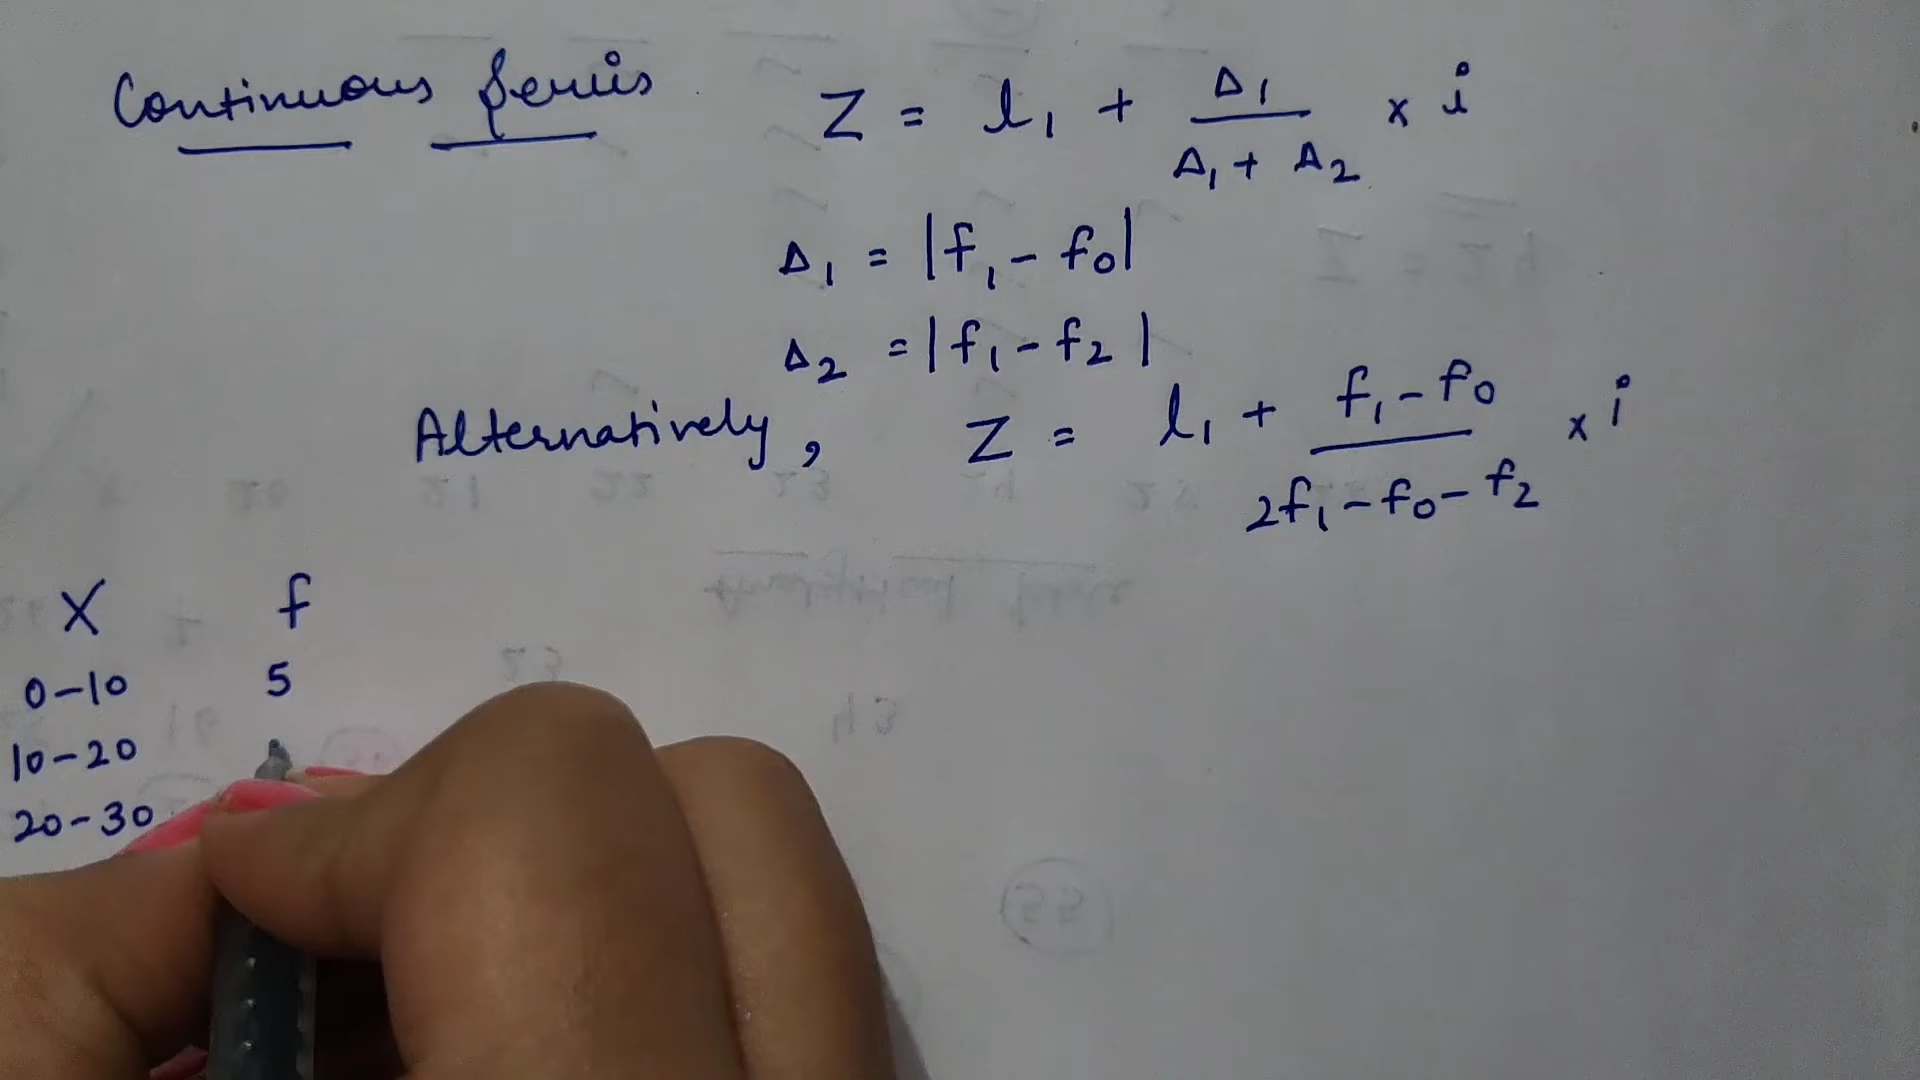 Continuous Series Z = l₁ + Δ₁/(Δ₁ + Δ₂) × i
Δ₁ = |f₁ - f₀|
Δ₂ = |f₁ - f₂|
Alternatively, Z = l₁ + (f₁ - f₀)/(2f₁ - f₀ - f₂) × i
X f
0-10 5
10-20
20-30